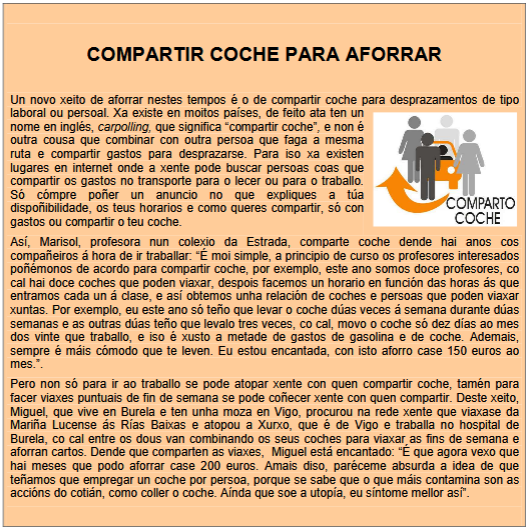 COMPARTIR COCHE PARA AFORRAR
Un novo xeito de aforrar nestes tempos é o de compartir coche para desprazamentos de tipo
laboral ou persoal. Xa existe en moitos países, de feito ata ten un
nome en inglés, carpolling, que significa “compartir coche”, e non é
outra cousa que combinar con outra persoa que faga a mesma
ruta e compartir gastos para desprazarse. Para iso xa existen
lugares en internet onde a xente pode buscar persoas coas que
compartir os gastos no transporte para o lecer ou para o traballo.
Só cómpre poñer un anuncio no que expliques a túa
dispoñibilidade, os teus horarios e como queres compartir, só con
gastos ou compartir o teu coche.
COMPARTO
COCHE
Así, Marisol, profesora nun colexio da Estrada, comparte coche dende hai anos cos
compañeiros á hora de ir traballar: “É moi simple, a principio de curso os profesores interesados
poñémonos de acordo para compartir coche, por exemplo, este ano somos doce profesores, co
cal hai doce coches que poden viaxar, despois facemos un horario en función das horas ás que
entramos cada un á clase, e así obtemos unha relación de coches e persoas que poden viaxar
xuntas. Por exemplo, eu este ano só teño que levar o coche dúas veces á semana durante dúas
semanas e as outras dúas teño que levalo tres veces, co cal, movo o coche só dez días ao mes
dos vinte que traballo, e iso é xusto a metade de gastos de gasolina e de coche. Ademais,
sempre é máis cómodo que te leven. Eu estou encantada, con isto aforro case 150 euros ao
mes.”.
Pero non só para ir ao traballo se pode atopar xente con quen compartir coche, tamén para
facer viaxes puntuais de fin de semana se pode coñecer xente con quen compartir. Deste xeito,
Miguel, que vive en Burela e ten unha moza en Vigo, procurou na rede xente que viaxase da
Mariña Lucense ás Rías Baixas e atopou a Xurxo, que é de Vigo e traballa no hospital de
Burela, co cal entre os dous van combinando os seus coches para viaxar ás fins de semana e
aforran cartos. Dende que comparten as viaxes, Miguel está encantado: “É que agora vexo que
hai meses que podo aforrar case 200 euros. Amais diso, paréceme absurda a idea de que
teñamos que empregar un coche por persoa, porque se sabe que o que máis contamina son as
accións do cotián, como coller o coche. Aínda que soe a utopía, eu síntome mellor así”.